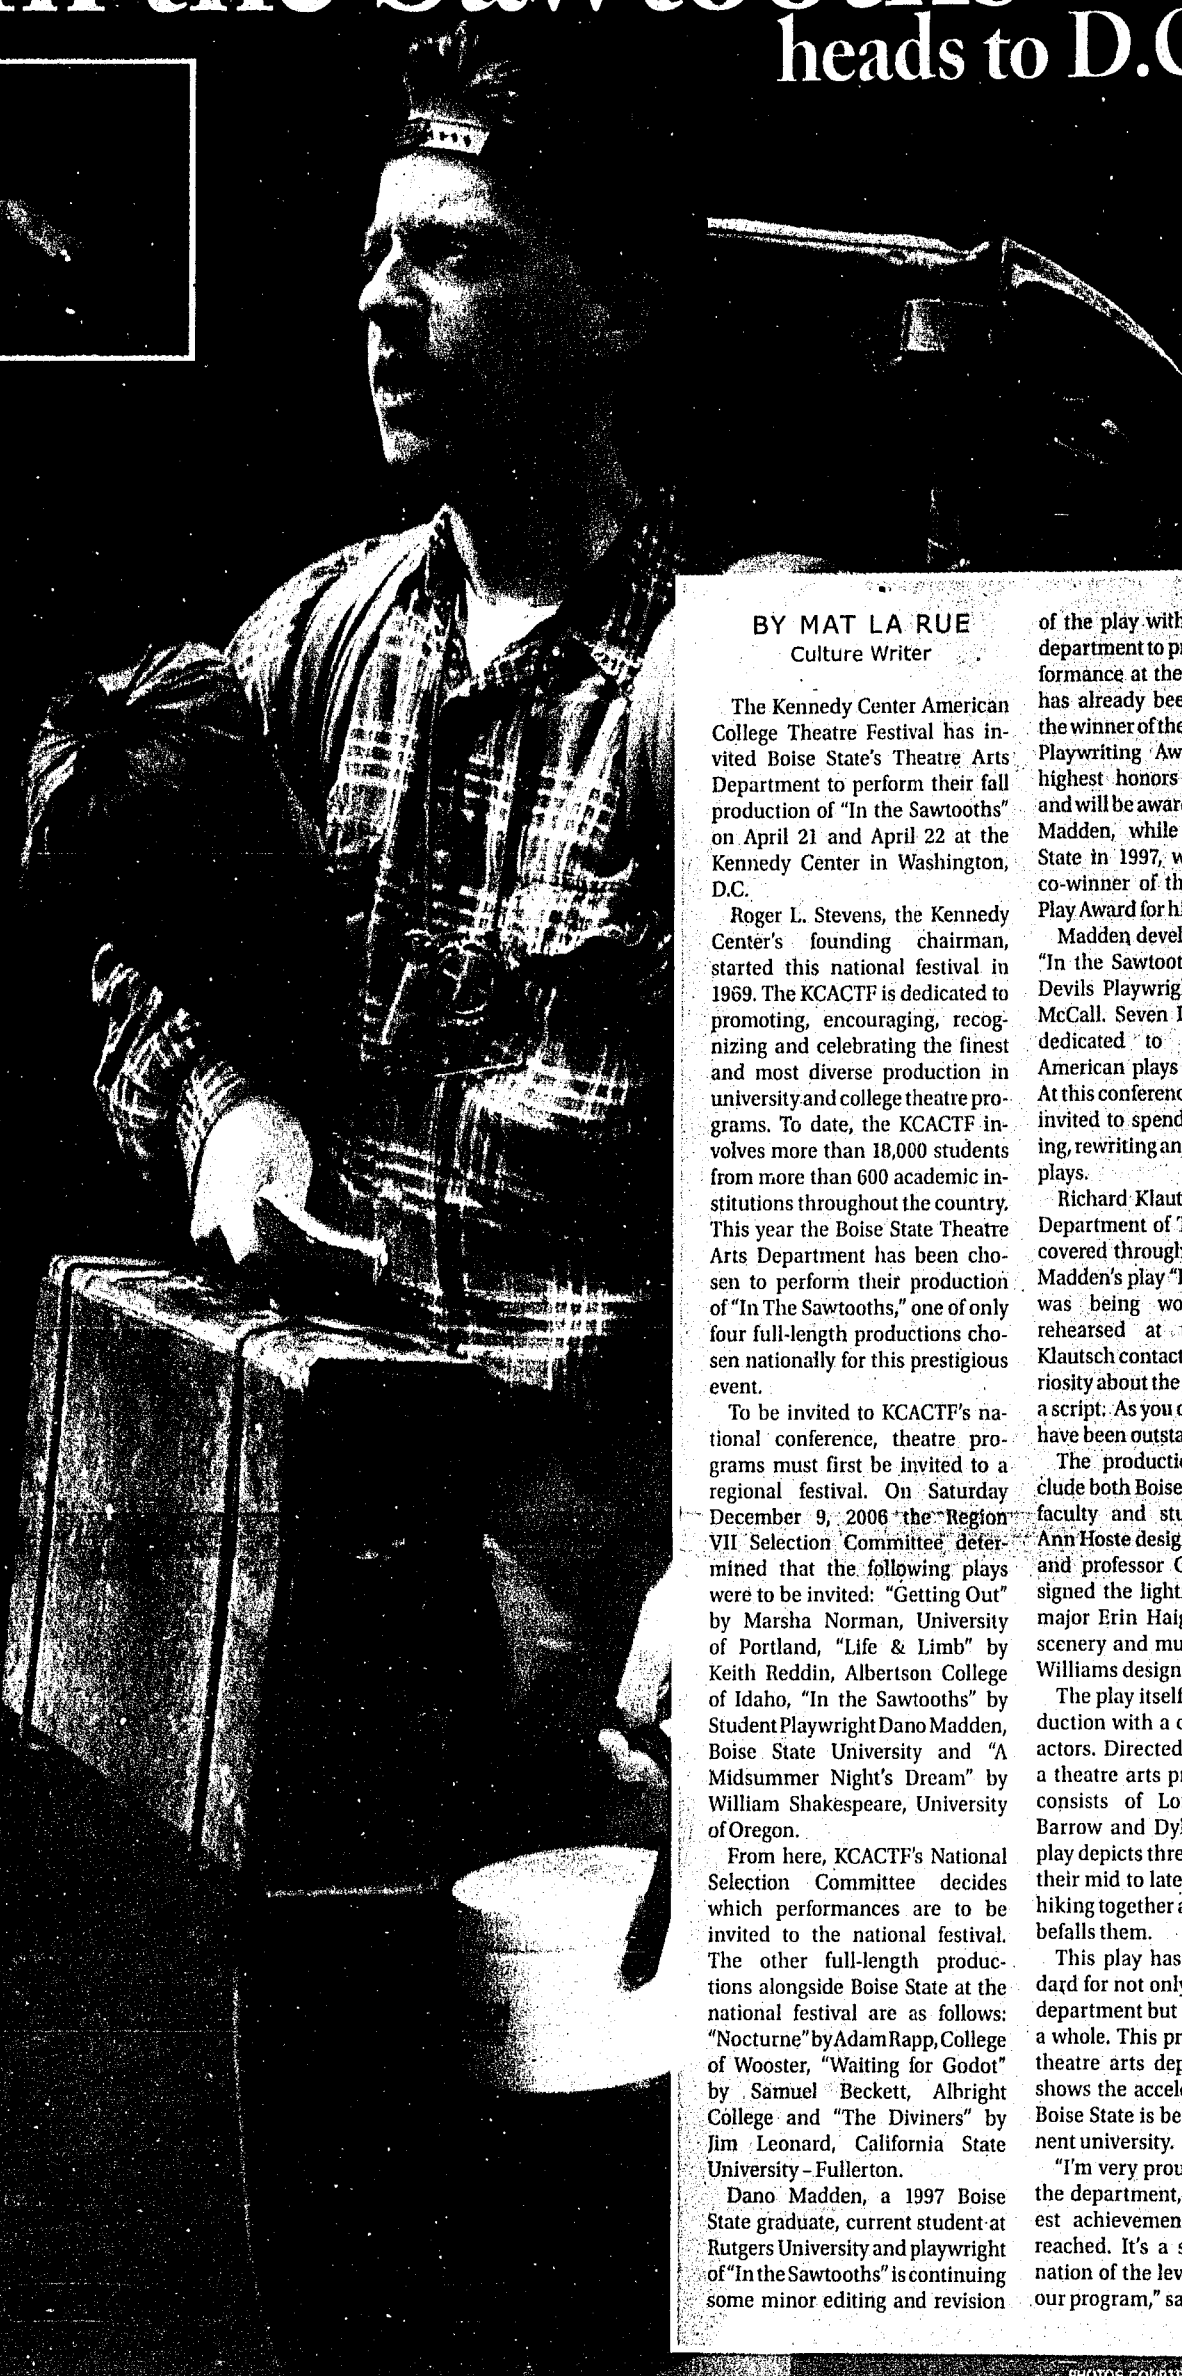 in the Sawtooths
heads to D.C
BY MAT LA RUE
Culture Writer
The Kennedy Center American
College Theatre Festival has in-
vited Boise State's Theatre Arts
Department to perform their fall
production of "In the Sawtooths"
on April 21 and April 22 at the
Kennedy Center in Washington,
D.C.
Roger L. Stevens, the Kennedy
Center's founding chairman,
started this national festival in
1969. The KCACTF is dedicated to
promoting, encouraging, recog-
nizing and celebrating the finest
and most diverse production in
university and college theatre pro-
grams. To date, the KCACTF in-
volves more than 18,000 students
from more than 600 academic in-
stitutions throughout the country.
This year the Boise State Theatre
Arts Department has been cho-
sen to perform their production
of "In The Sawtooths," one of only
four full-length productions cho-
sen nationally for this prestigious
event.
To be invited to KCACTF's na-
tional conference, theatre pro-
grams must first be invited to a
regional festival. On Saturday
December 9, 2006 the Region
VII Selection Committee deter-
mined that the following plays
were to be invited: "Getting Out"
by Marsha Norman, University
of Portland, "Life & Limb" by
Keith Reddin, Albertson College
of Idaho, "In the Sawtooths" by
Student Playwright Dano Madden,
Boise State University and "A
Midsummer Night's Dream" by
William Shakespeare, University
of Oregon.
From here, KCACTF's National
Selection Committee decides
which performances are to be
invited to the national festival.
The other full-length produc-
tions alongside Boise State at the
national festival are as follows:
"Nocturne" by Adam Rapp, College
of Wooster, "Waiting for Godot"
by Samuel Beckett, Albright
College and "The Diviners" by
Jim Leonard, California State
University – Fullerton.
Dano Madden, a 1997 Boise
State graduate, current student at
Rutgers University and playwright
of "In the Sawtooths" is continuing
some minor editing and revision
of the play with
department to pr
formance at the
has already bee
the winner of the
Playwriting Aw
highest honors
and will be awar
Madden, while
State in 1997, w
co-winner of th
Play Award for hi
Madden devel
"In the Sawtoot
Devils Playwrig
McCall. Seven D
dedicated to
American plays
At this conferenc
invited to spend
ing, rewriting an
plays.
Richard Klaut
Department of T
covered through
Madden's play "I
was being wo
rehearsed at
Klautsch contact
riosity about the
a script. As you c
have been outsta
The productio
clude both Boise
faculty and stu
Ann Hoste desig
and professor C
signed the light
major Erin Haig
scenery and mu
Williams design
The play itself
duction with a c
actors. Directed
a theatre arts pr
consists of Lo
Barrow and Dyl
play depicts thre
their mid to late
hiking together a
befalls them.
This play has
dard for not only
department but
a whole. This pr
theatre arts dep
shows the accele
Boise State is be
nent university.
"I'm very prou
the department,
est achievemen
reached. It's a s
nation of the lev
our program," sa